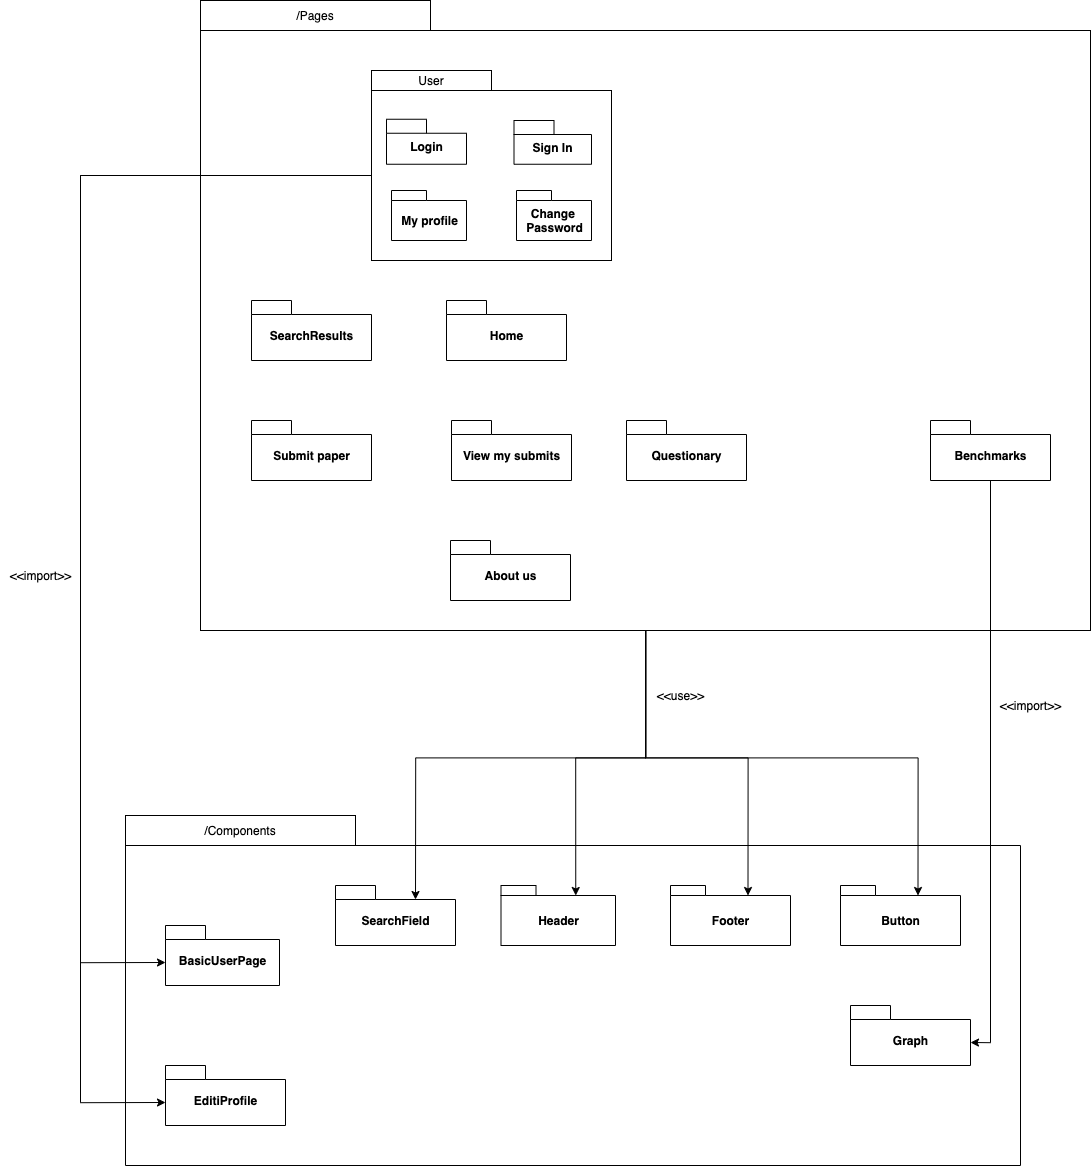 /Pages
User
Login
Sign In
My profile
Change
Password
SearchResults
Home
Submit paper
View my submits
Questionary
Benchmarks
About us
<<import>>
<<use>>
<<import>>
/Components
SearchField
Header
Footer
Button
BasicUserPage
Graph
EditiProfile